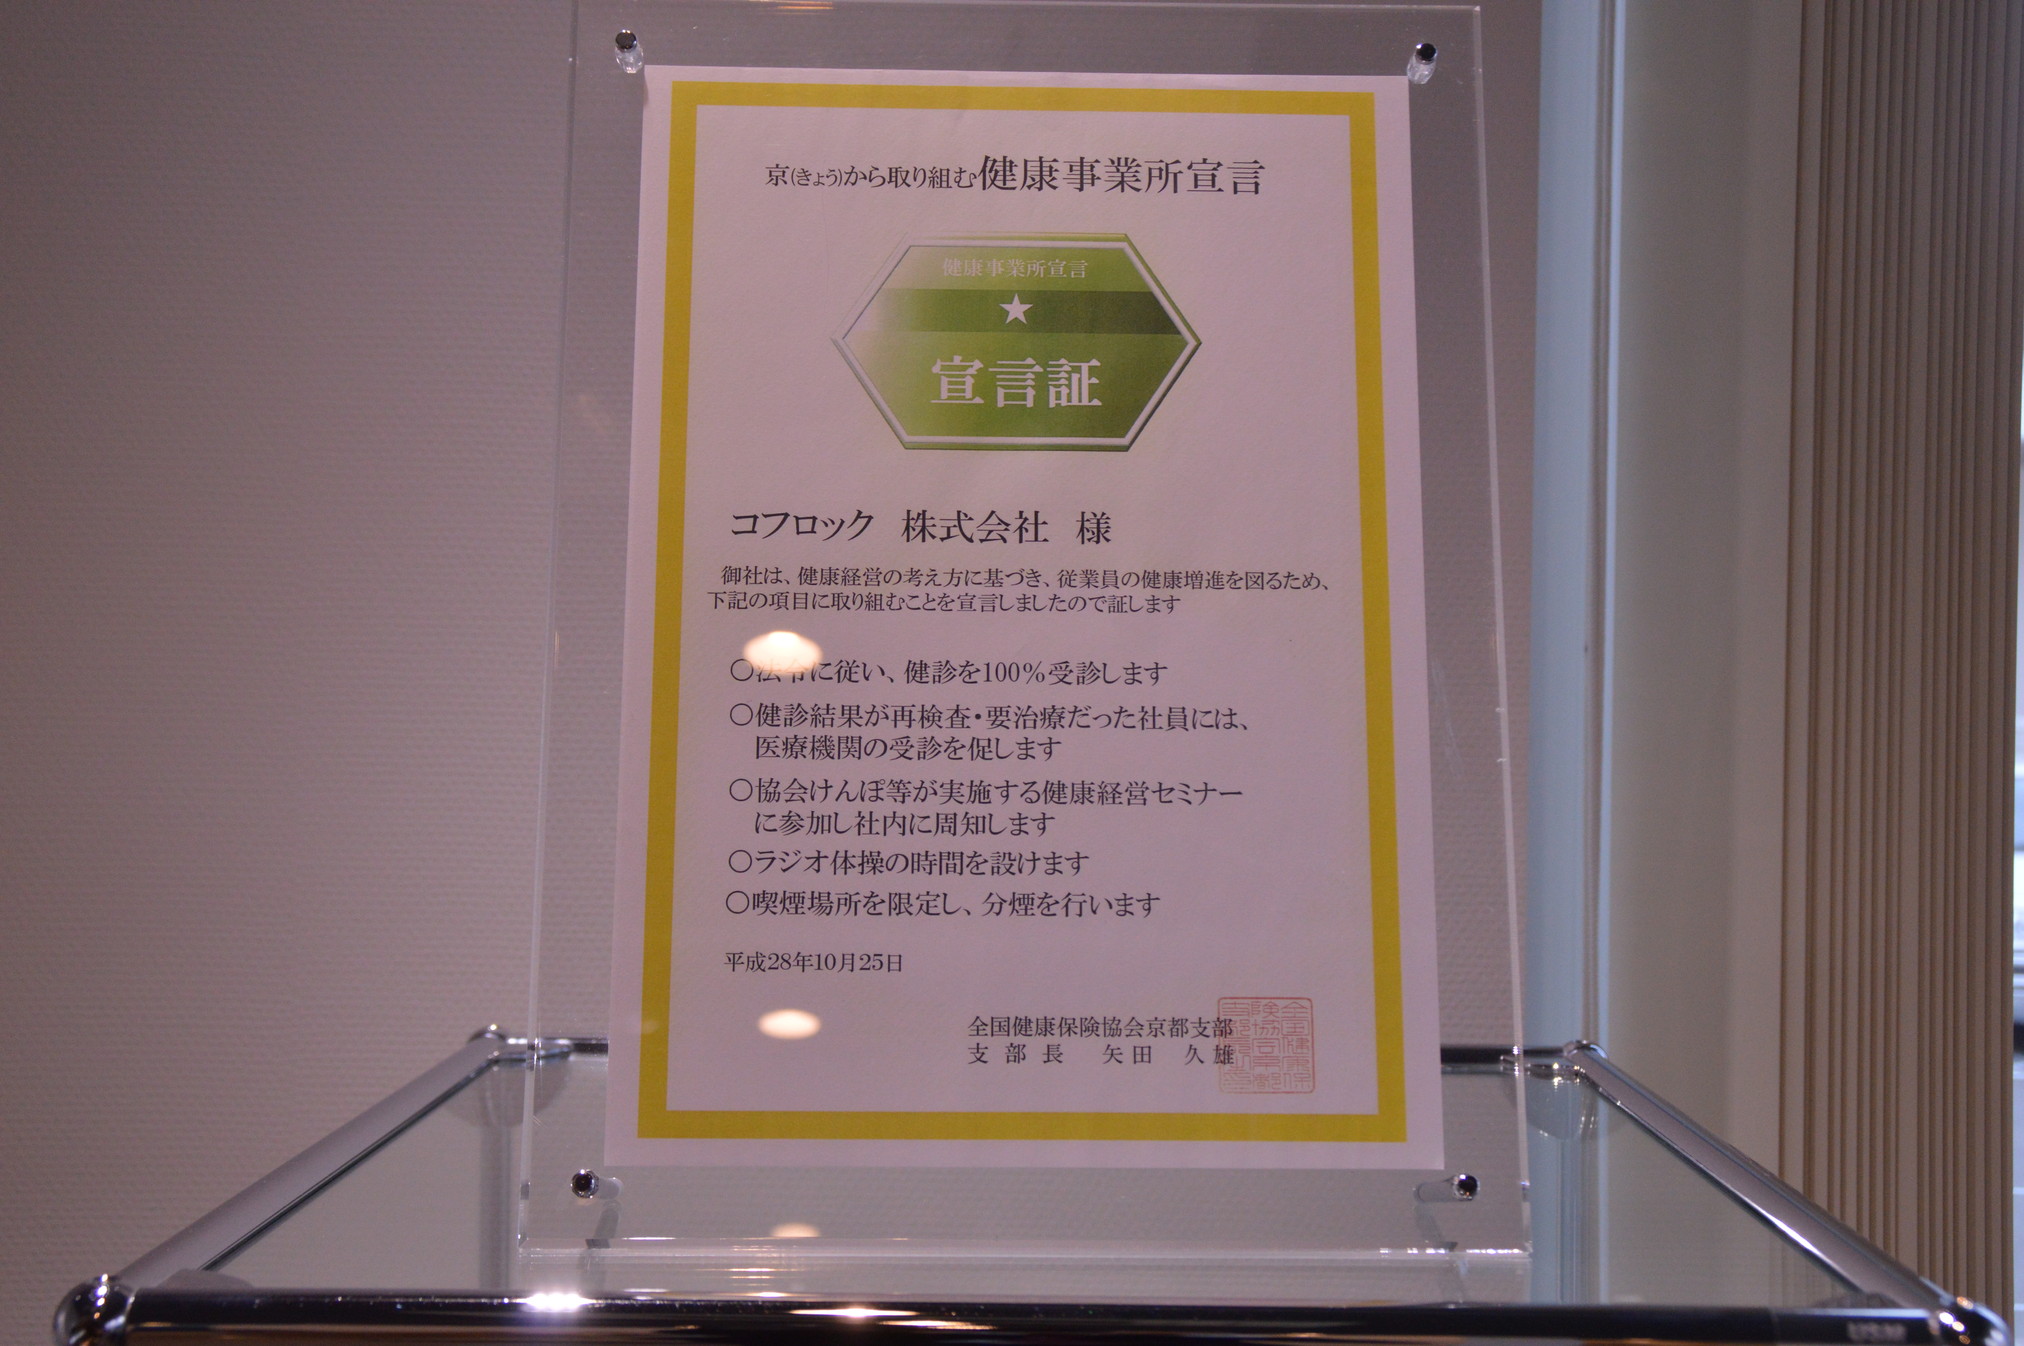 京(きょう)から取り組む健康事業所宣言
健康事業所宣言
★
宣言証
コフロック 株式会社 様
御社は、健康経営の考え方に基づき、従業員の健康増進を図るため、
下記の項目に取り組むことを宣言しましたので証します
○法令に従い、健診を100%受診します
○健診結果が再検査・要治療だった社員には、
医療機関の受診を促します
○協会けんぽ等が実施する健康経営セミナー
に参加し社内に周知します
○ラジオ体操の時間を設けます
○喫煙場所を限定し、分煙を行います
平成28年10月25日
全国健康保険協会京都支部
支部長 矢田 久雄